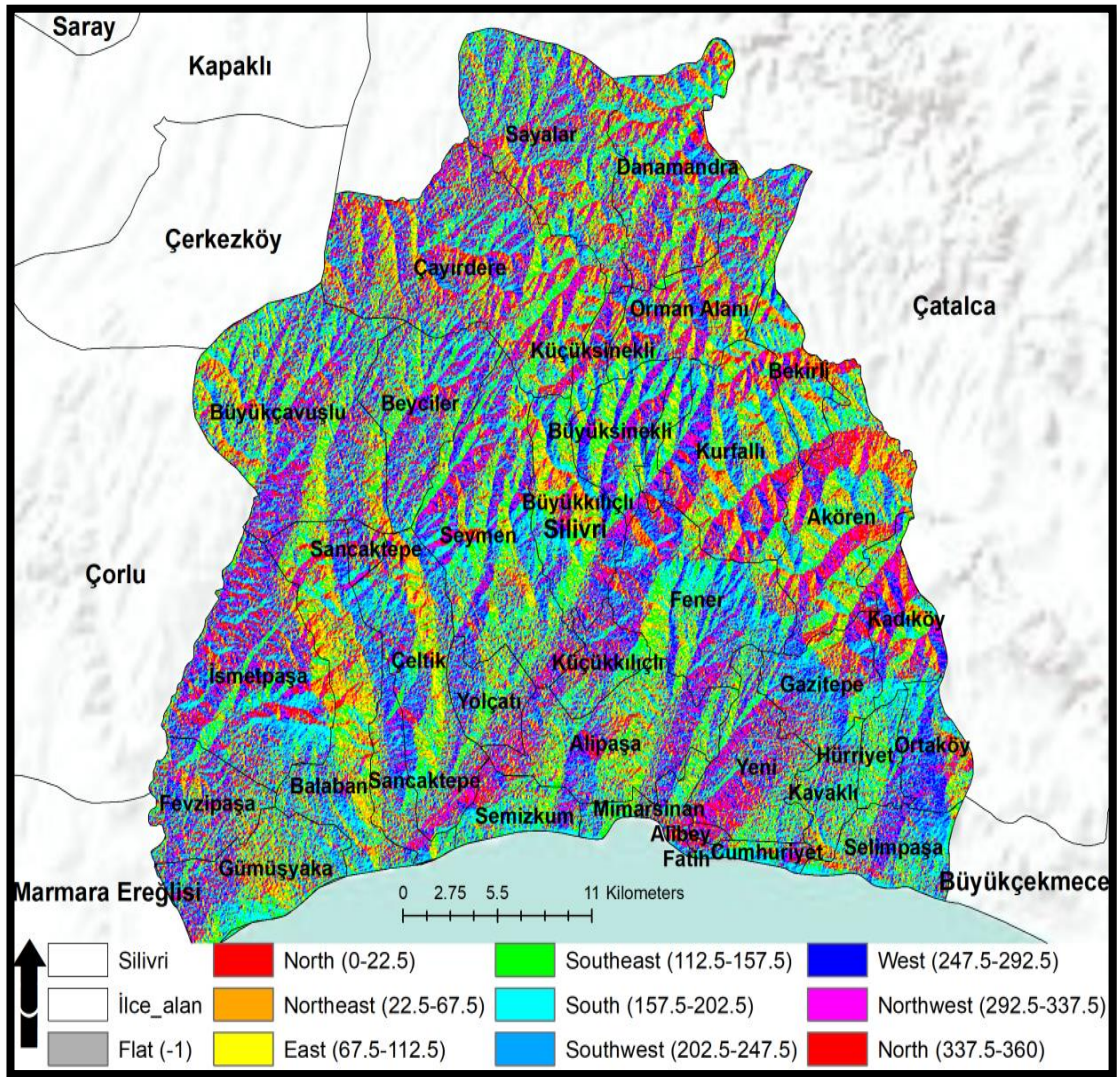 Saray
Kapaklı
Sayalar
Danamandra
Çerkezköy
Çayırdere
Çatalca
Orman Alanı
Küçüksinekli
Bekirli
Büyükçavuşlu
Beyciler
Büyüksinekli
Kurfallı
Büyükkılıçlı
Akören
Silivri
Seymen
Sancaktepe
Çorlu
Fener
Kadıköy
Küçükkılıçlı
Çeltik
İsmetpaşa
Gazitepe
Yolçatı
Alipaşa
Hürriyet
Ortaköy
Yeni
Balaban
Sancaktepe
Kavaklı
Fevzipaşa
Semizkum
Mimarsinan
Alibey
Fatih
Cumhuriyet
Selimpaşa
Gümüşyaka
Marmara Ereğlisi
Büyükçekmece
0 2.75 5.5 11 Kilometers
Silivri
North (0-22.5)
Southeast (112.5-157.5)
West (247.5-292.5)
İlce_alan
Northeast (22.5-67.5)
South (157.5-202.5)
Northwest (292.5-337.5)
Flat (-1)
East (67.5-112.5)
Southwest (202.5-247.5)
North (337.5-360)